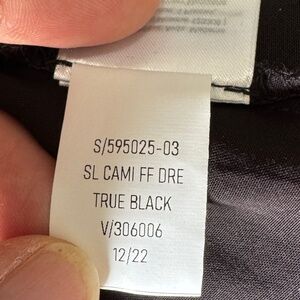 S/595025-03
SL CAMI FF DRE
TRUE BLACK
V/306006
12/22